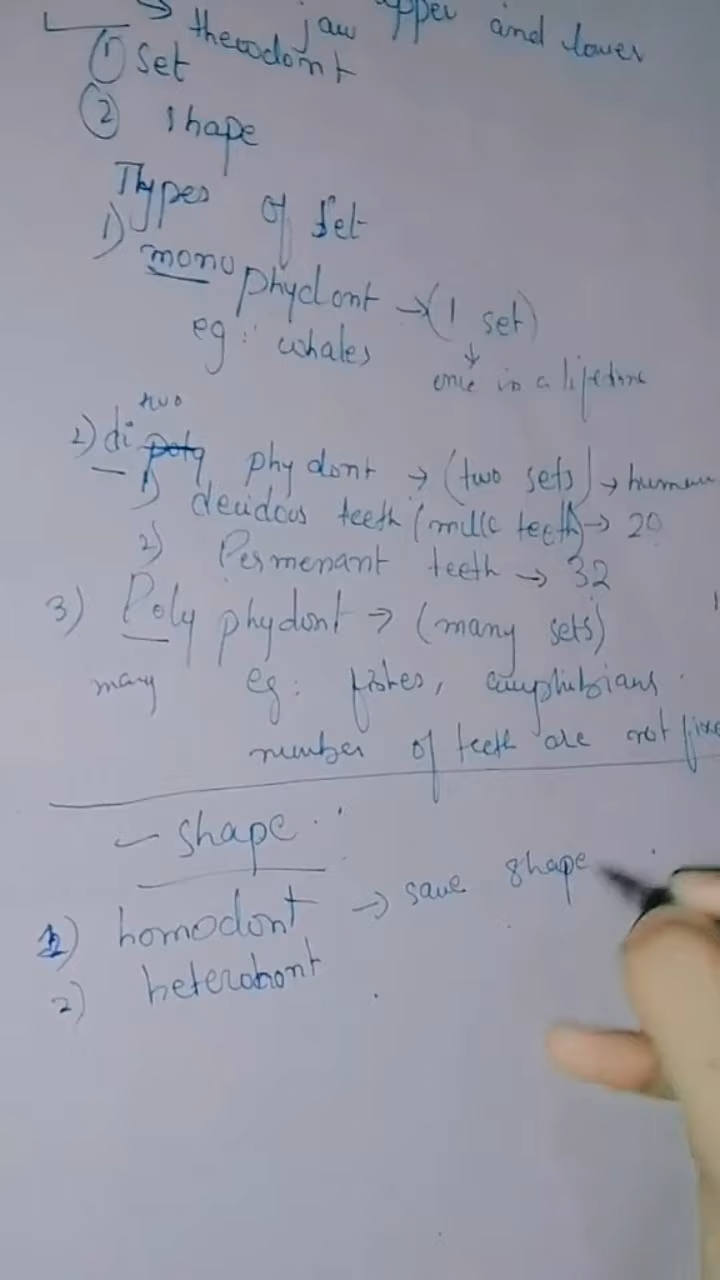 → thecodont jaw upper and lower
① Set
② shape
Types of Set
1) monophydont → (1 set)
eg: whales ↓ once in a lifetime
two
2) di poly phydont → (two sets) → human
1) decidous teeth (milk teeth) → 20
2) Permenant teeth → 32
3) Polyphydont → (many sets)
many eg: fishes, amphibians.
number of teeth are not fixe
- shape:
1) homodont → same shape
2) heterodont